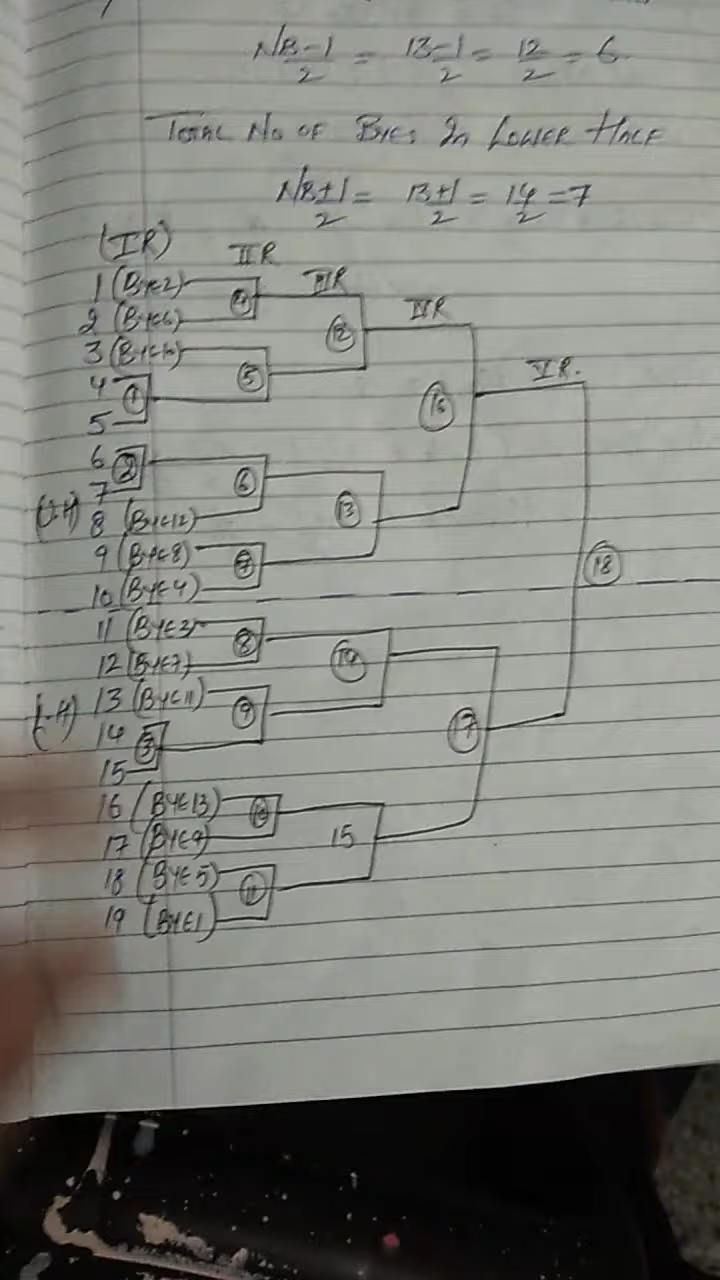 NB-1/2 = 13-1/2 = 12/2 = 6
TOTAL NO OF BYES IN LOWER HALF
NB+1/2 = 13+1/2 = 14/2 = 7
(IR) IIR IIIR IVR VR.
1 (BYE2)
2 (BYE6) 4
3 (BYE10) 12
4 5
5 1 16
6
7 2 6
8 (BYE12) 13
9 (BYE8)
10 (BYE4) 7 18
11 (BYE3)
12 (BYE7) 8 14
13 (BYE11)
14 9
15 3 17
16 (BYE13)
17 (BYE9) 10 15
18 (BYE5)
19 (BYE1) 11